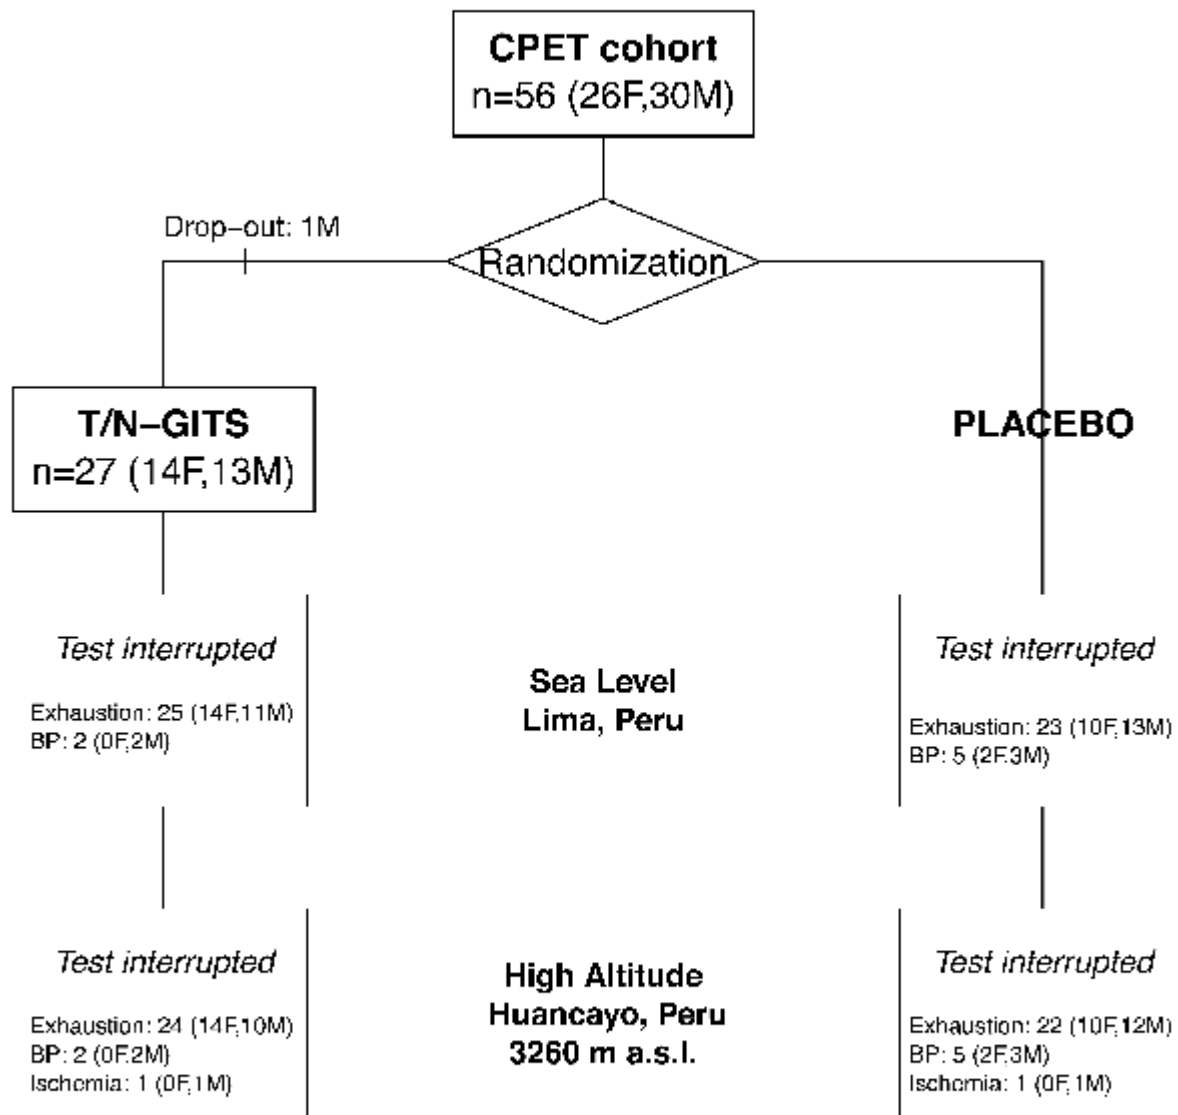 CPET cohort
n=56 (26F,30M)
Drop-out: 1M
Randomization
T/N-GITS
n=27 (14F,13M)
PLACEBO
Test interrupted
Exhaustion: 25 (14F,11M)
BP: 2 (0F,2M)
Sea Level
Lima, Peru
Test interrupted
Exhaustion: 23 (10F,13M)
BP: 5 (2F,3M)
Test interrupted
Exhaustion: 24 (14F,10M)
BP: 2 (0F,2M)
Ischemia: 1 (0F,1M)
High Altitude
Huancayo, Peru
3260 m a.s.l.
Test interrupted
Exhaustion: 22 (10F,12M)
BP: 5 (2F,3M)
Ischemia: 1 (0F,1M)